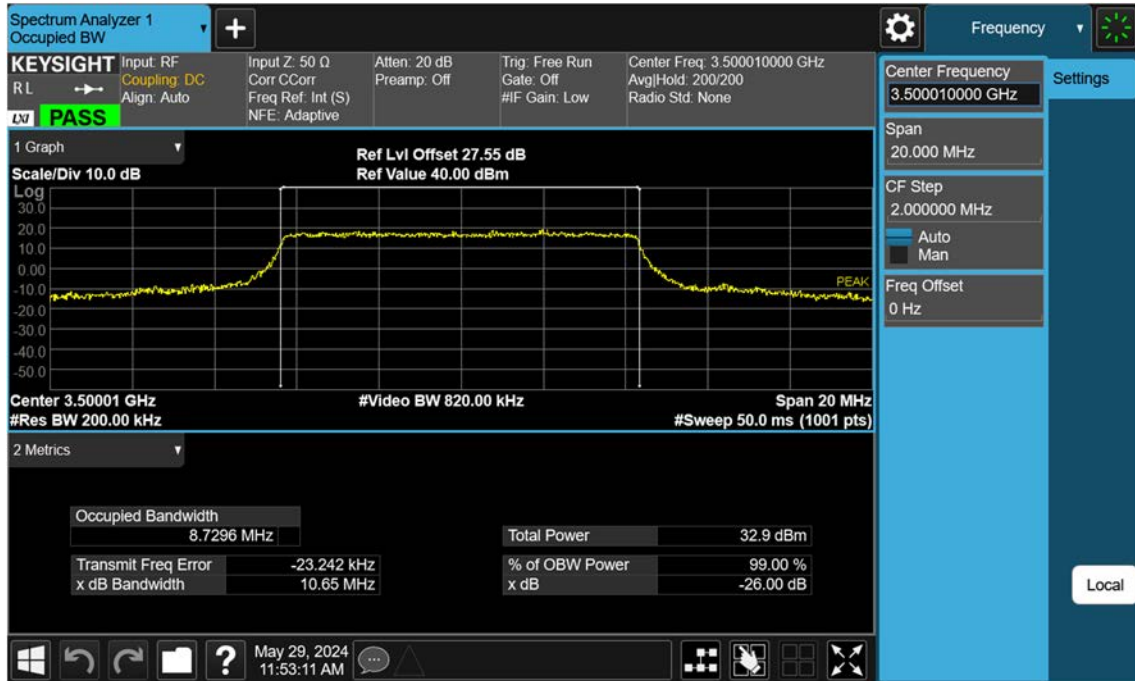 Spectrum Analyzer 1
Occupied BW
+
Frequency
KEYSIGHT
R L
LXI PASS
Input: RF
Coupling: DC
Align: Auto
Input Z: 50 Ω
Corr CCorr
Freq Ref: Int (S)
NFE: Adaptive
Atten: 20 dB
Preamp: Off
Trig: Free Run
Gate: Off
#IF Gain: Low
Center Freq: 3.500010000 GHz
Avg|Hold: 200/200
Radio Std: None
Center Frequency
3.500010000 GHz
Settings
Span
20.000 MHz
CF Step
2.000000 MHz
Auto
Man
Freq Offset
0 Hz
Local
1 Graph
Scale/Div 10.0 dB
Ref Lvl Offset 27.55 dB
Ref Value 40.00 dBm
Log
30.0
20.0
10.0
0.00
-10.0
-20.0
-30.0
-40.0
-50.0
PEAK
Center 3.50001 GHz
#Video BW 820.00 kHz
Span 20 MHz
#Res BW 200.00 kHz
#Sweep 50.0 ms (1001 pts)
2 Metrics
Occupied Bandwidth
8.7296 MHz
Total Power 32.9 dBm
Transmit Freq Error -23.242 kHz
% of OBW Power 99.00 %
x dB Bandwidth 10.65 MHz
x dB -26.00 dB
?
May 29, 2024
11:53:11 AM